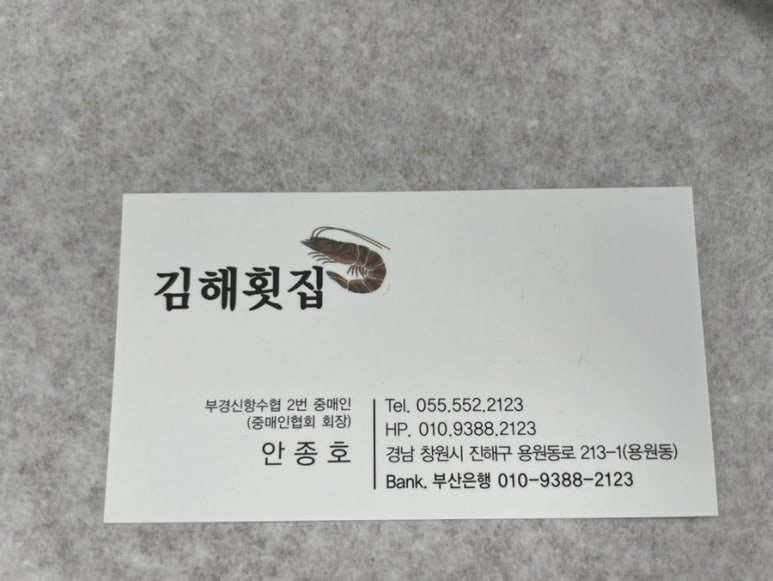 김해횟집
부경신항수협 2번 중매인
(중매인협회 회장)
안 종 호
Tel. 055.552.2123
HP. 010.9388.2123
경남 창원시 진해구 용원동로 213-1(용원동)
Bank. 부산은행 010-9388-2123